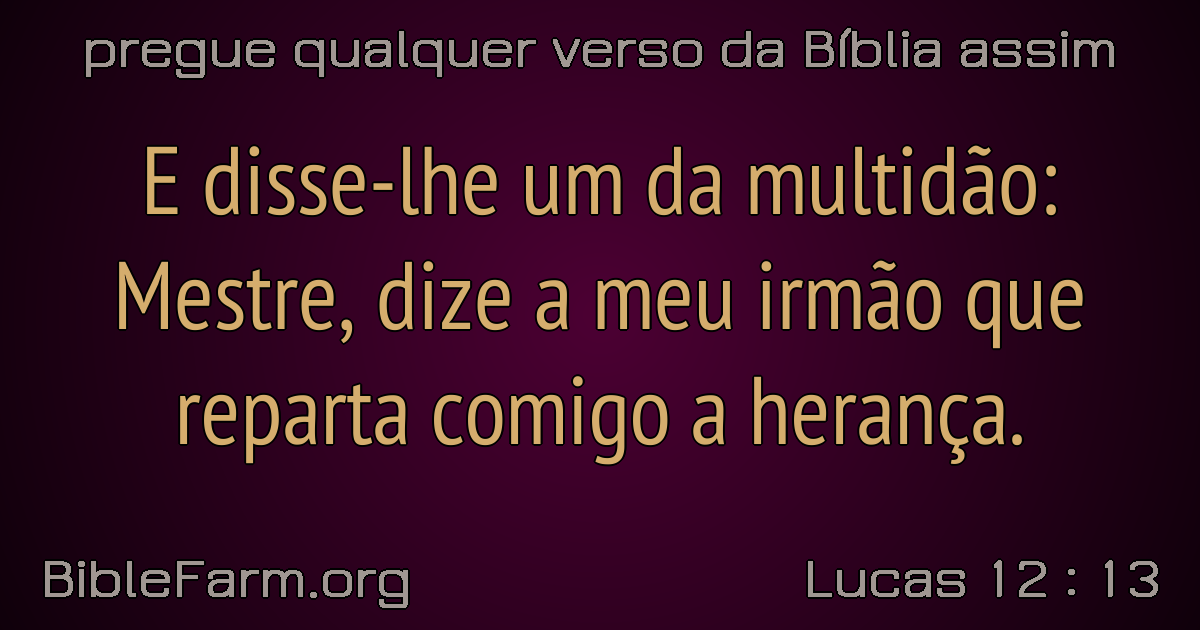 pregue qualquer verso da Bíblia assim
E disse-lhe um da multidão:
Mestre, dize a meu irmão que
reparta comigo a herança.
BibleFarm.org
Lucas 12 : 13